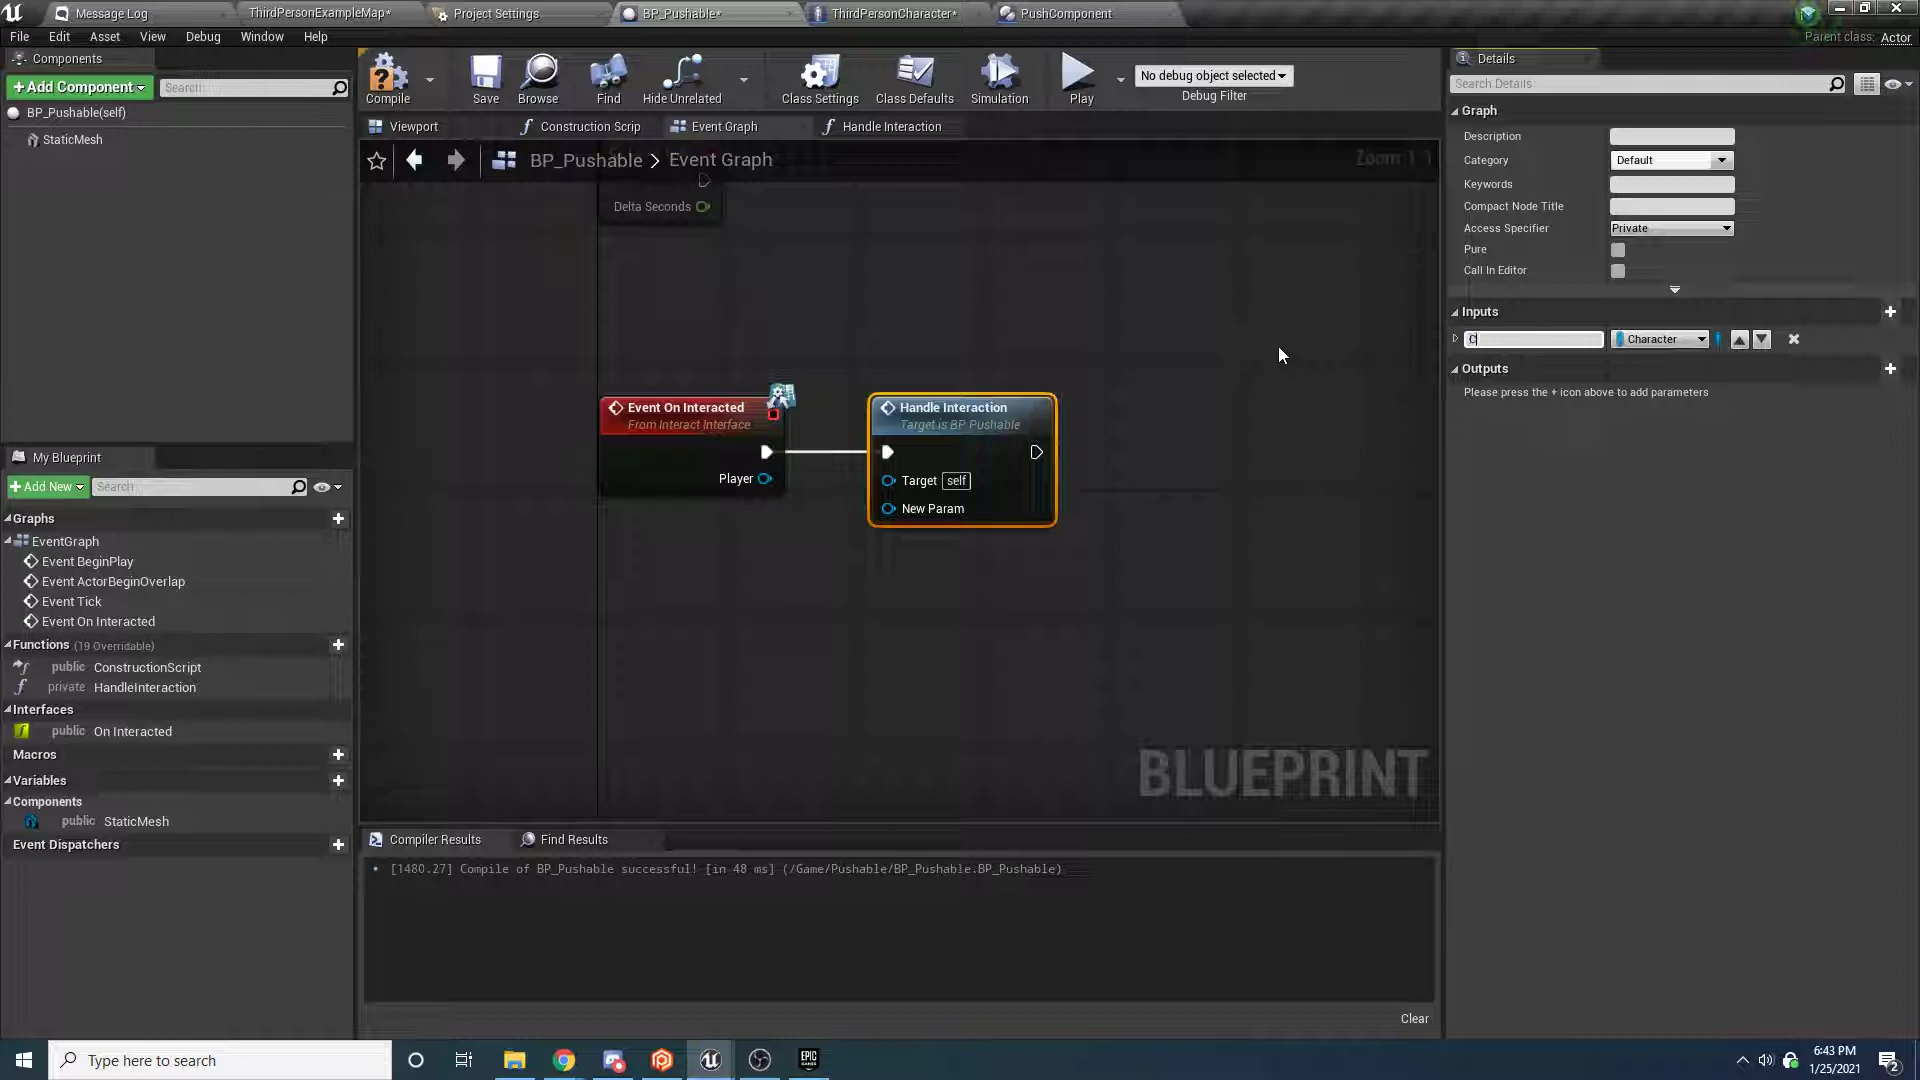 Message Log
ThirdPersonExampleMap*
Project Settings
BP_Pushable*
ThirdPersonCharacter*
PushComponent
File Edit Asset View Debug Window Help
Parent class: Actor
Components
+Add Component
Search
BP_Pushable(self)
StaticMesh
Compile
Save
Browse
Find
Hide Unrelated
Class Settings
Class Defaults
Simulation
Play
No debug object selected
Debug Filter
Viewport
Construction Scrip
Event Graph
Handle Interaction
BP_Pushable > Event Graph
Zoom 1:1
Delta Seconds
Event On Interacted
From Interact Interface
Player
Handle Interaction
Target is BP Pushable
Target self
New Param
BLUEPRINT
My Blueprint
+Add New
Search
Graphs
EventGraph
Event BeginPlay
Event ActorBeginOverlap
Event Tick
Event On Interacted
Functions (19 Overridable)
public ConstructionScript
private HandleInteraction
Interfaces
public On Interacted
Macros
Variables
Components
public StaticMesh
Event Dispatchers
Compiler Results
Find Results
[1480.27] Compile of BP_Pushable successful! [in 48 ms] (/Game/Pushable/BP_Pushable.BP_Pushable)
Clear
Details
Search Details
Graph
Description
Category Default
Keywords
Compact Node Title
Access Specifier Private
Pure
Call In Editor
Inputs
C Character
Outputs
Please press the + icon above to add parameters
Type here to search
EPIC GAMES
6:43 PM
1/25/2021
2